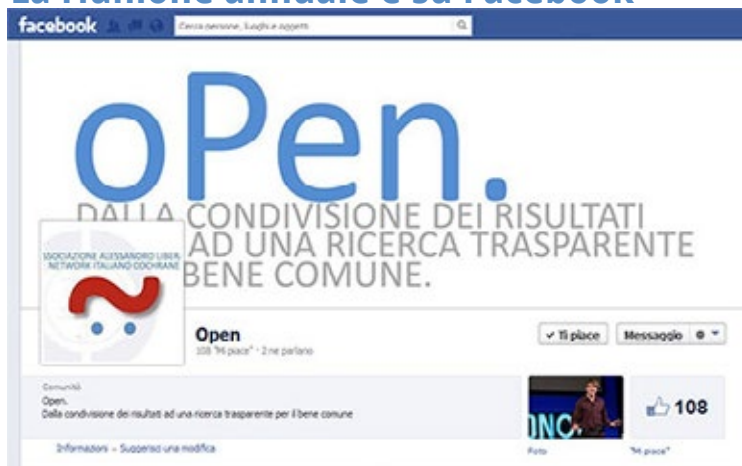 La riunione annuale è su Facebook
facebook
Cerca persone, luoghi e oggetti
oPen.
DALLA CONDIVISIONE DEI RISULTATI
AD UNA RICERCA TRASPARENTE
BENE COMUNE.
SSOCIAZIONE ALESSANDRO LIBER
NETWORK ITALIANO COCHRANE
Open
108 "Mi piace" · 2 ne parlano
✓ Ti piace
Messaggio
Comunità
Open.
Dalla condivisione dei risultati ad una ricerca trasparente per il bene comune
Informazioni – Suggerisci una modifica
ONC
Foto
108
"Mi piace"